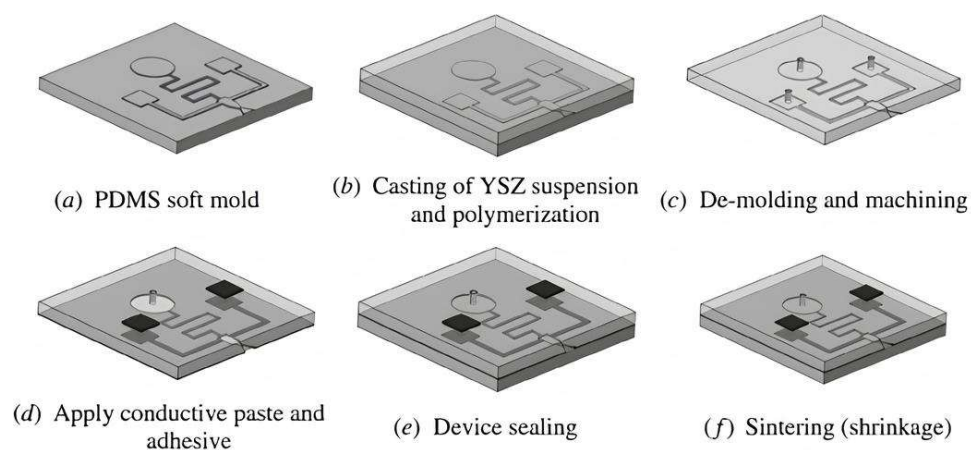 (a) PDMS soft mold
(b) Casting of YSZ suspension
and polymerization
(c) De-molding and machining
(d) Apply conductive paste and
adhesive
(e) Device sealing
(f) Sintering (shrinkage)